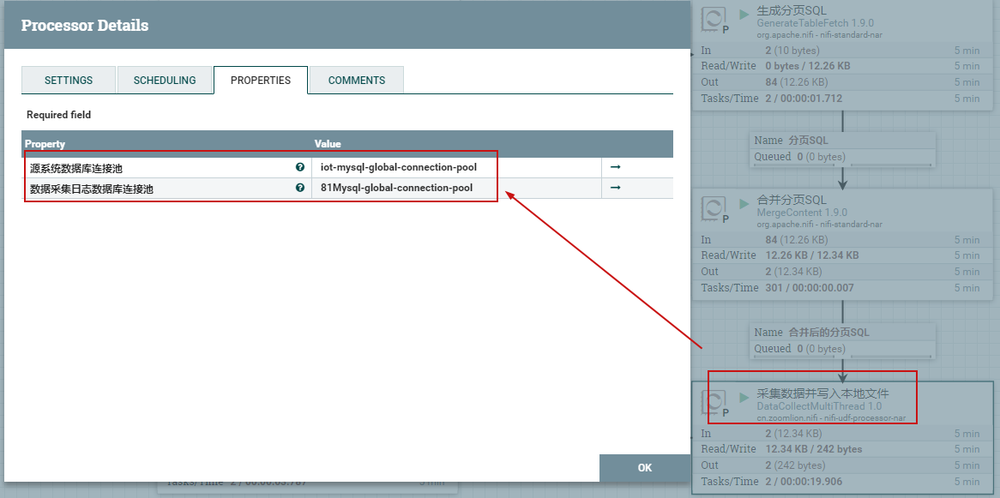 Processor Details
SETTINGS
SCHEDULING
PROPERTIES
COMMENTS
Required field
Property Value
源系统数据库连接池 iot-mysql-global-connection-pool
数据采集日志数据库连接池 81Mysql-global-connection-pool
OK
生成分页SQL
GenerateTableFetch 1.9.0
org.apache.nifi - nifi-standard-nar
P
In 2 (10 bytes) 5 min
Read/Write 0 bytes / 12.26 KB 5 min
Out 84 (12.26 KB) 5 min
Tasks/Time 2 / 00:00:01.712 5 min
Name 分页SQL
Queued 0 (0 bytes)
合并分页SQL
MergeContent 1.9.0
org.apache.nifi - nifi-standard-nar
P
In 84 (12.26 KB) 5 min
Read/Write 12.26 KB / 12.34 KB 5 min
Out 2 (12.34 KB) 5 min
Tasks/Time 301 / 00:00:00.007 5 min
Name 合并后的分页SQL
Queued 0 (0 bytes)
采集数据并写入本地文件
DataCollectMultiThread 1.0
cn.zoomlion.nifi - nifi-udf-processor-nar
P
In 2 (12.34 KB) 5 min
Read/Write 12.34 KB / 242 bytes 5 min
Out 2 (242 bytes) 5 min
Tasks/Time 2 / 00:00:19.906 5 min
Tasks/Time 2 / 00:00:03.787 5 min